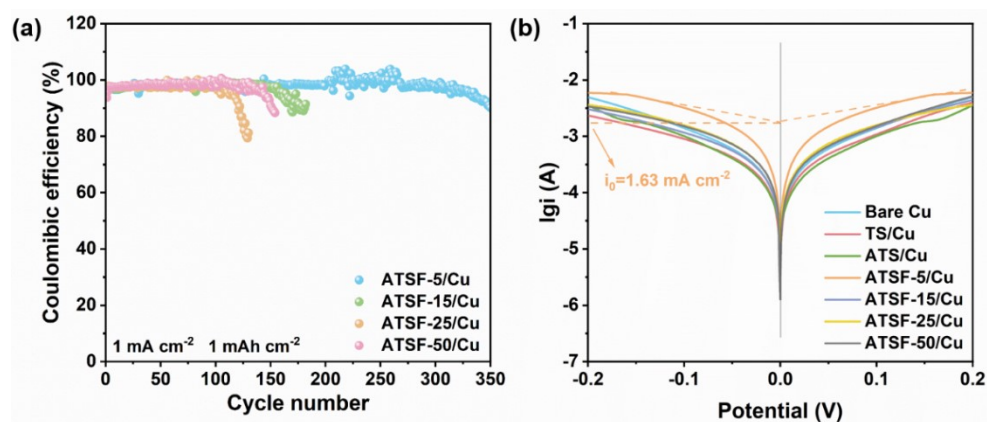 (a)
120
100
80
60
40
20
0
Coulomibic efficiency (%)
ATSF-5/Cu
ATSF-15/Cu
ATSF-25/Cu
ATSF-50/Cu
1 mA cm⁻² 1 mAh cm⁻²
0 50 100 150 200 250 300 350
Cycle number
(b)
-1
-2
-3
-4
-5
-6
-7
lgi (A)
i₀=1.63 mA cm⁻²
Bare Cu
TS/Cu
ATS/Cu
ATSF-5/Cu
ATSF-15/Cu
ATSF-25/Cu
ATSF-50/Cu
-0.2 -0.1 0.0 0.1 0.2
Potential (V)